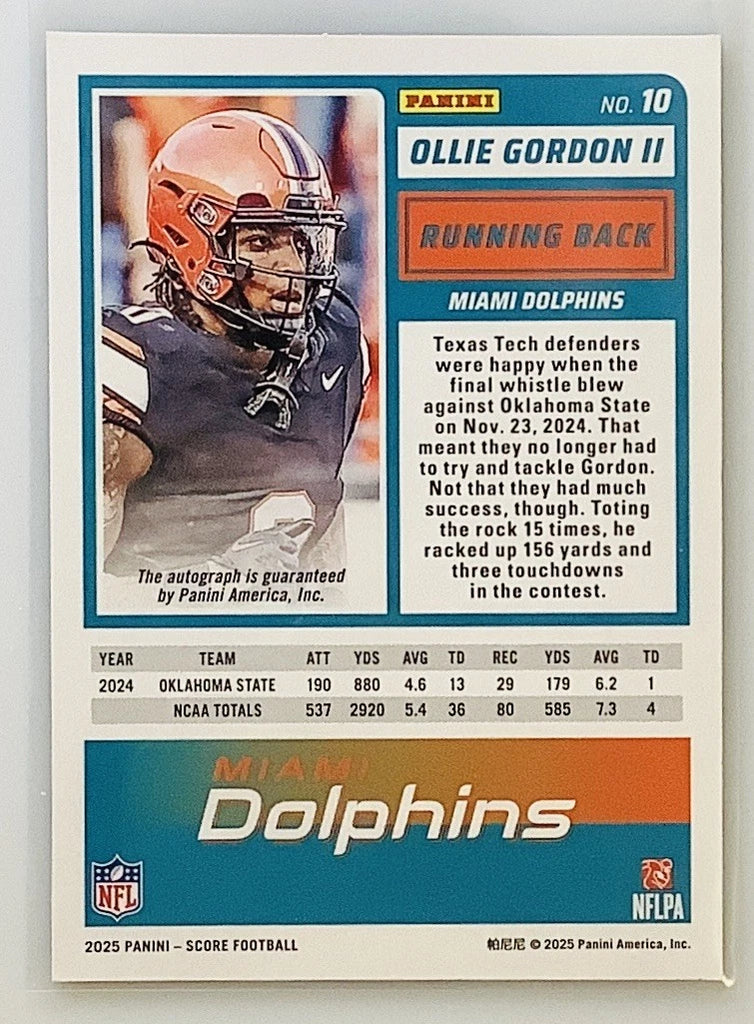 PANINI
NO. 10
OLLIE GORDON II
RUNNING BACK
MIAMI DOLPHINS
Texas Tech defenders
were happy when the
final whistle blew
against Oklahoma State
on Nov. 23, 2024. That
meant they no longer had
to try and tackle Gordon.
Not that they had much
success, though. Toting
the rock 15 times, he
racked up 156 yards and
three touchdowns
in the contest.
The autograph is guaranteed
by Panini America, Inc.
YEAR TEAM ATT YDS AVG TD REC YDS AVG TD
2024 OKLAHOMA STATE 190 880 4.6 13 29 179 6.2 1
NCAA TOTALS 537 2920 5.4 36 80 585 7.3 4
MIAMI
Dolphins
NFL
NFLPA
2025 PANINI – SCORE FOOTBALL
帕尼尼 © 2025 Panini America, Inc.